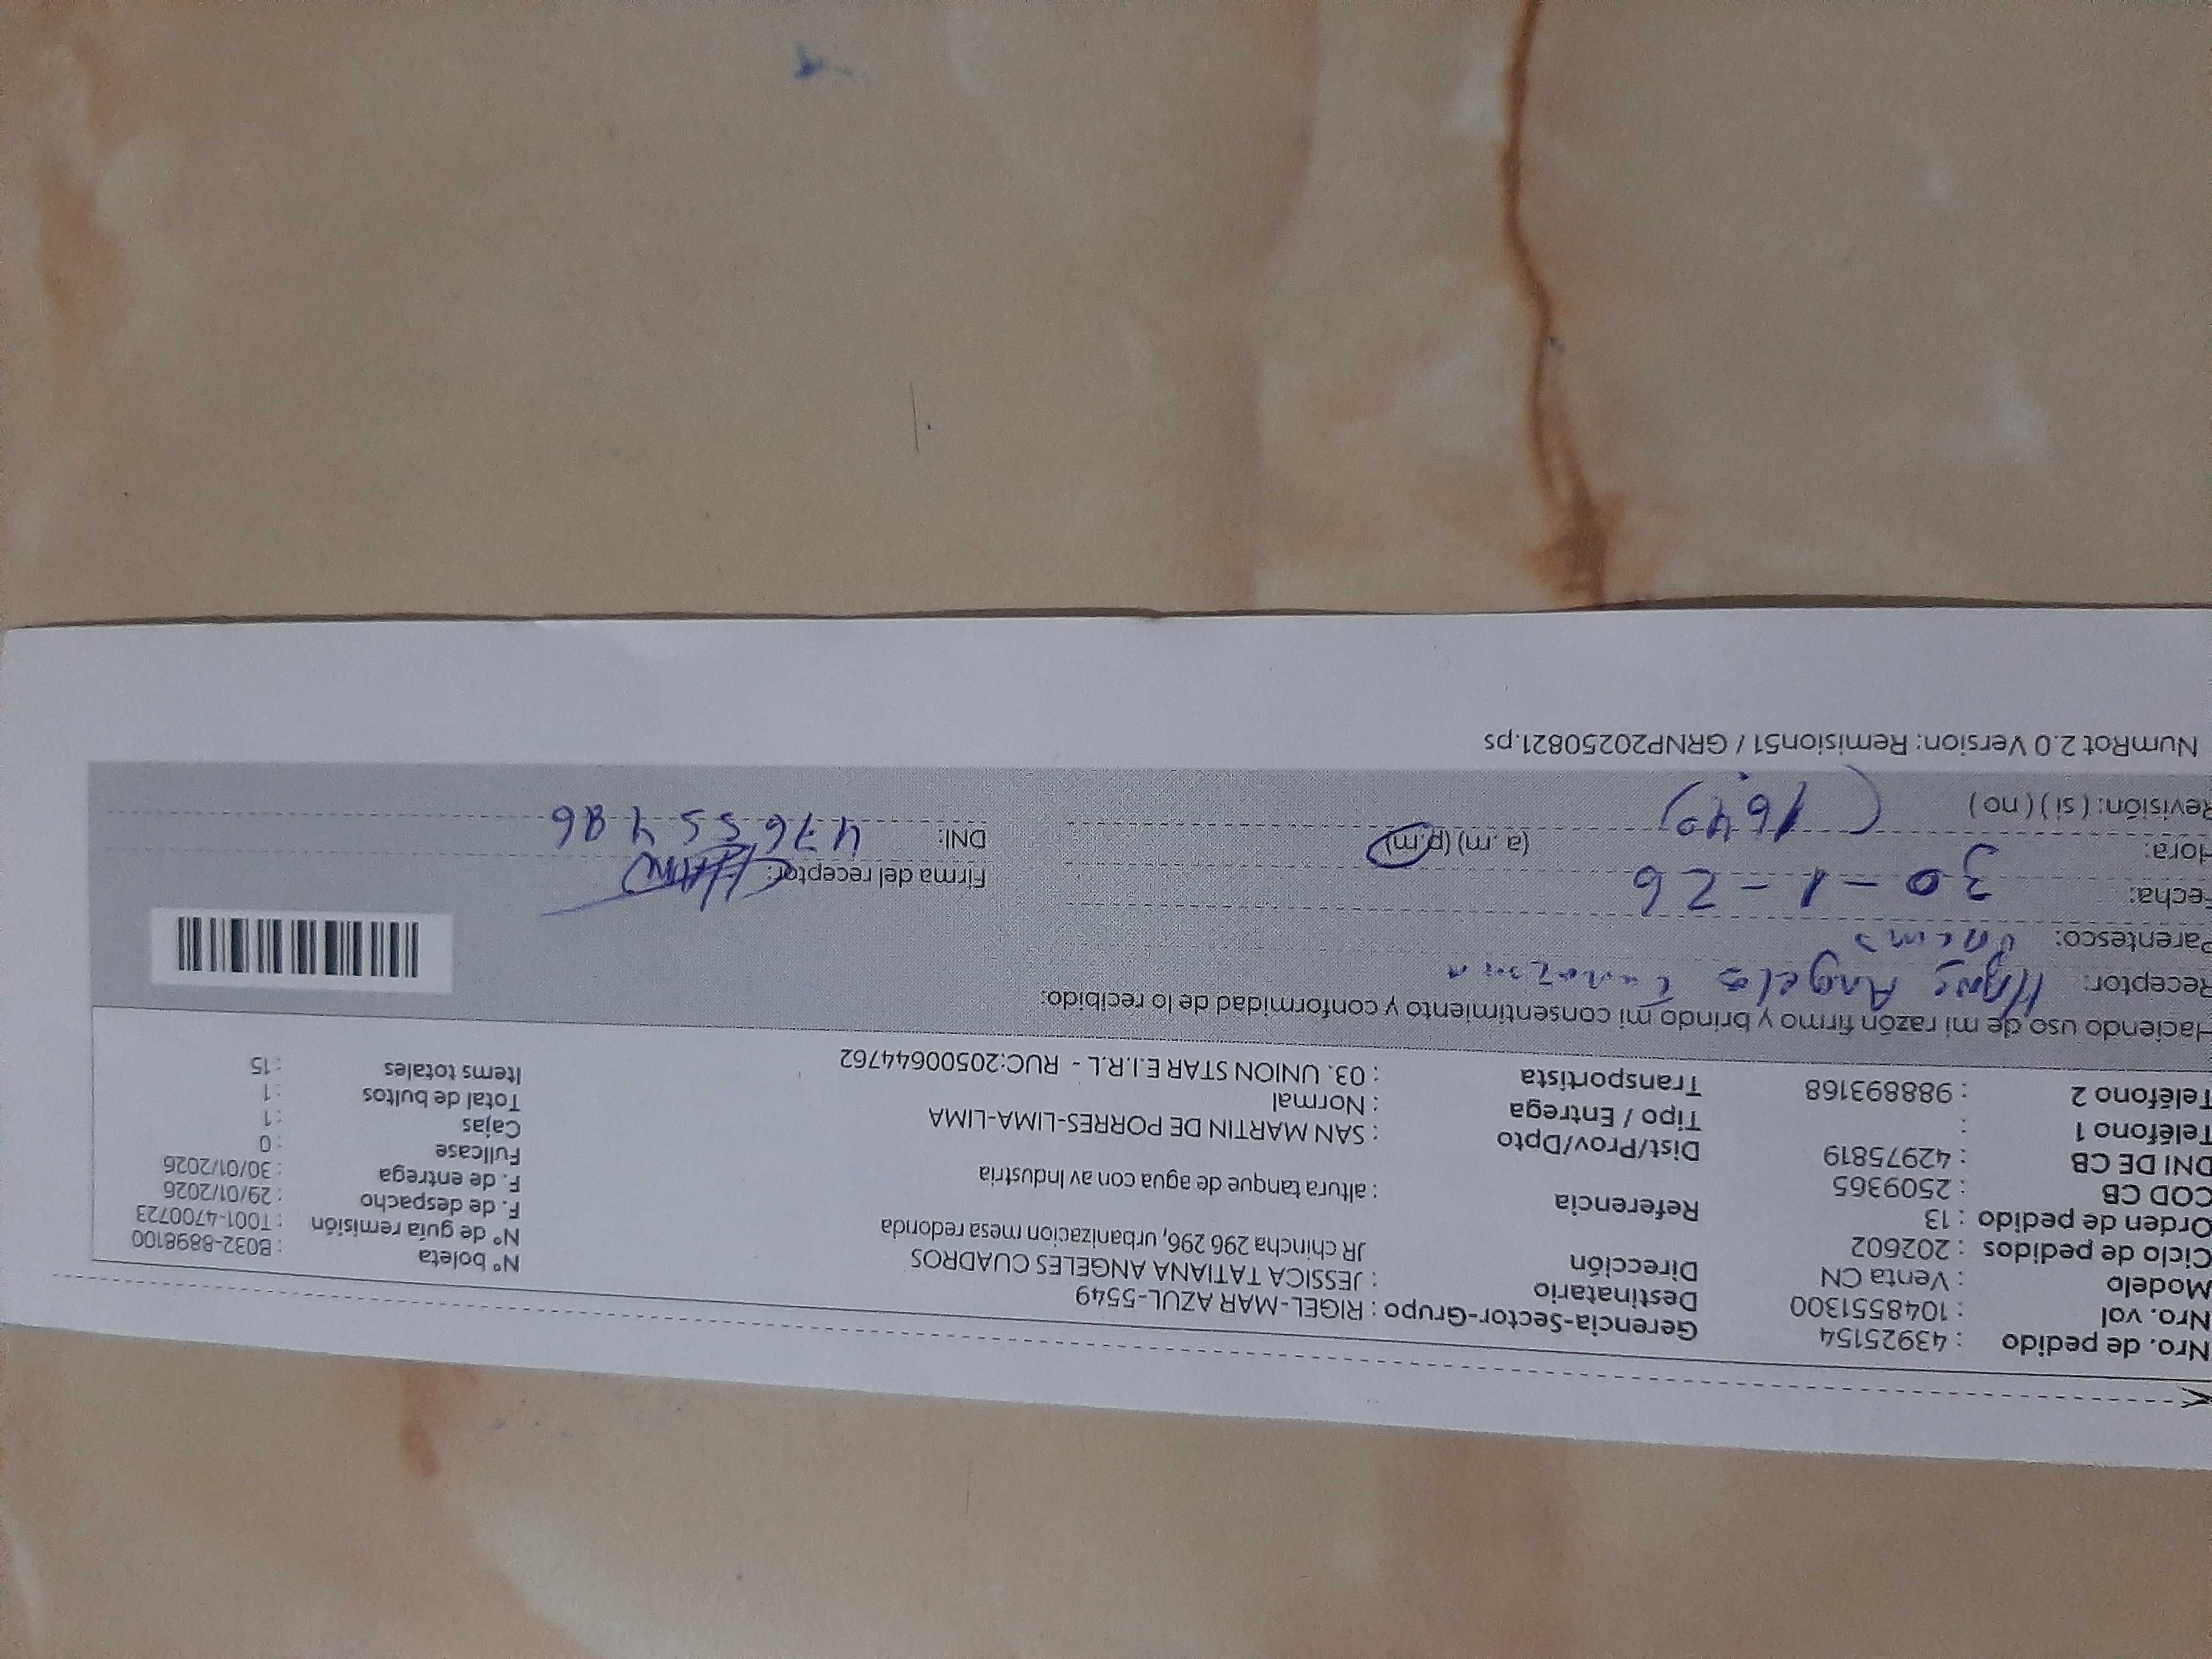 Nro. de pedido : 43925154
Nro. vol : 1048551300
Modelo : Venta CN
Ciclo de pedidos : 202602
Orden de pedido : 13
COD CB : 2509365
DNI DE CB : 42975819
Teléfono 1 :
Teléfono 2 : 988893168
Gerencia-Sector-Grupo : RIGEL-MAR AZUL-5549
Destinatario : JESSICA TATIANA ANGELES CUADROS
Dirección JR chincha 296 296, urbanizacion mesa redonda
Referencia : altura tanque de agua con av Industria
Dist/Prov/Dpto : SAN MARTIN DE PORRES-LIMA-LIMA
Tipo / Entrega : Normal
Transportista : 03. UNION STAR E.I.R.L - RUC:20500644762
N° boleta : B032-8898100
N° de guía remisión : T001-4700723
F. de despacho : 29/01/2026
F. de entrega : 30/01/2026
Fullcase : 0
Cajas : 1
Total de bultos : 1
Items totales : 15
Haciendo uso de mi razón firmo y brindo mi consentimiento y conformidad de lo recibido:
Receptor: Angeles
Parentesco:
Fecha: 30-1-26
Hora: (16:40) (a. m) (p.m)
Revisión: ( si ) ( no )
Firma del receptor:
DNI: 47655486
NumRot 2.0 Version: Remision51 / GRNP20250821.ps